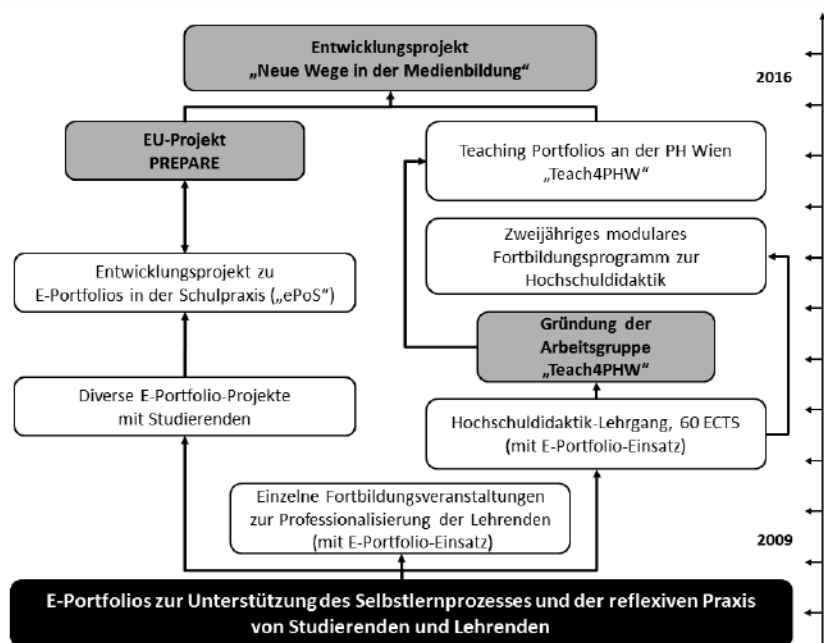 Entwicklungsprojekt
„Neue Wege in der Medienbildung“
2016
EU-Projekt
PREPARE
Teaching Portfolios an der PH Wien
„Teach4PHW“
Zweijähriges modulares
Fortbildungsprogramm zur
Hochschuldidaktik
Entwicklungsprojekt zu
E-Portfolios in der Schulpraxis („ePoS“)
Gründung der
Arbeitsgruppe
„Teach4PHW“
Diverse E-Portfolio-Projekte
mit Studierenden
Hochschuldidaktik-Lehrgang, 60 ECTS
(mit E-Portfolio-Einsatz)
Einzelne Fortbildungsveranstaltungen
zur Professionalisierung der Lehrenden
(mit E-Portfolio-Einsatz)
2009
E-Portfolios zur Unterstützung des Selbstlernprozesses und der reflexiven Praxis
von Studierenden und Lehrenden